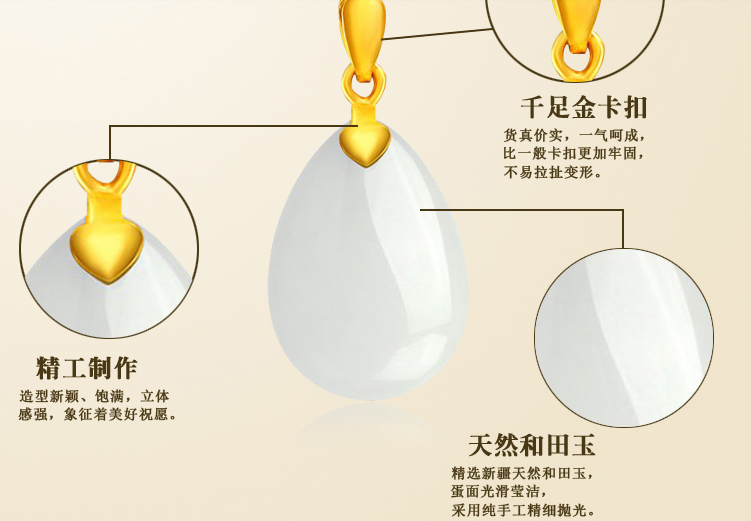 千足金卡扣
货真价实，一气呵成，
比一般卡扣更加牢固，
不易拉扯变形。
精工制作
造型新颖、饱满，立体
感强，象征着美好祝愿。
天然和田玉
精选新疆天然和田玉，
蛋面光滑莹洁，
采用纯手工精细抛光。